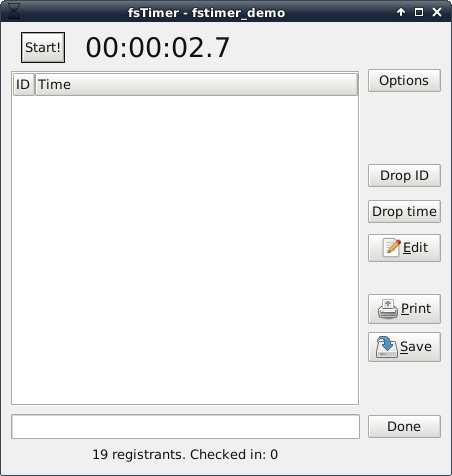 fsTimer - fstimer_demo
Start! 00:00:02.7
ID Time
Options
Drop ID
Drop time
Edit
Print
Save
Done
19 registrants. Checked in: 0